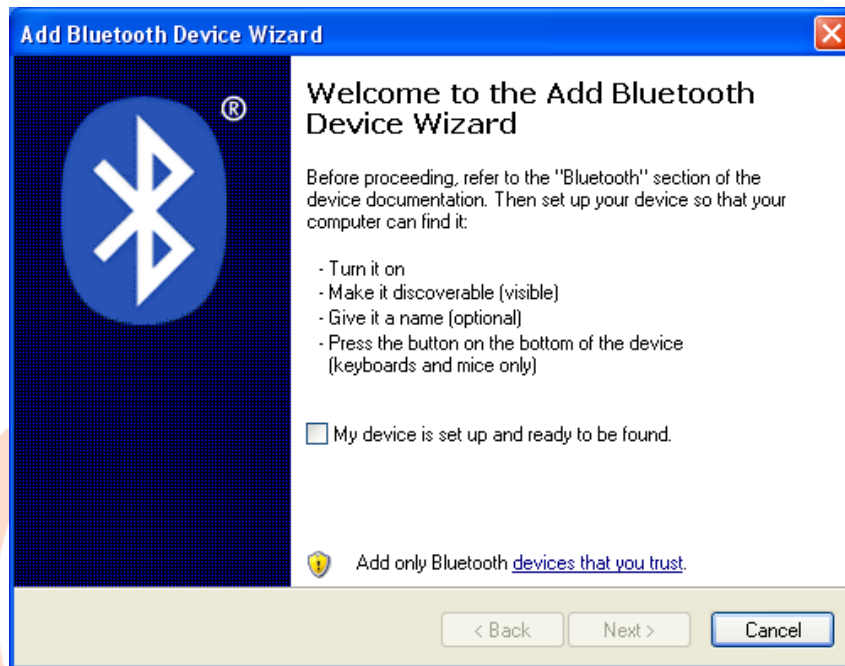 Add Bluetooth Device Wizard
®
Welcome to the Add Bluetooth
Device Wizard
Before proceeding, refer to the "Bluetooth" section of the
device documentation. Then set up your device so that your
computer can find it:
- Turn it on
- Make it discoverable (visible)
- Give it a name (optional)
- Press the button on the bottom of the device
(keyboards and mice only)
My device is set up and ready to be found.
Add only Bluetooth devices that you trust.
< Back
Next >
Cancel